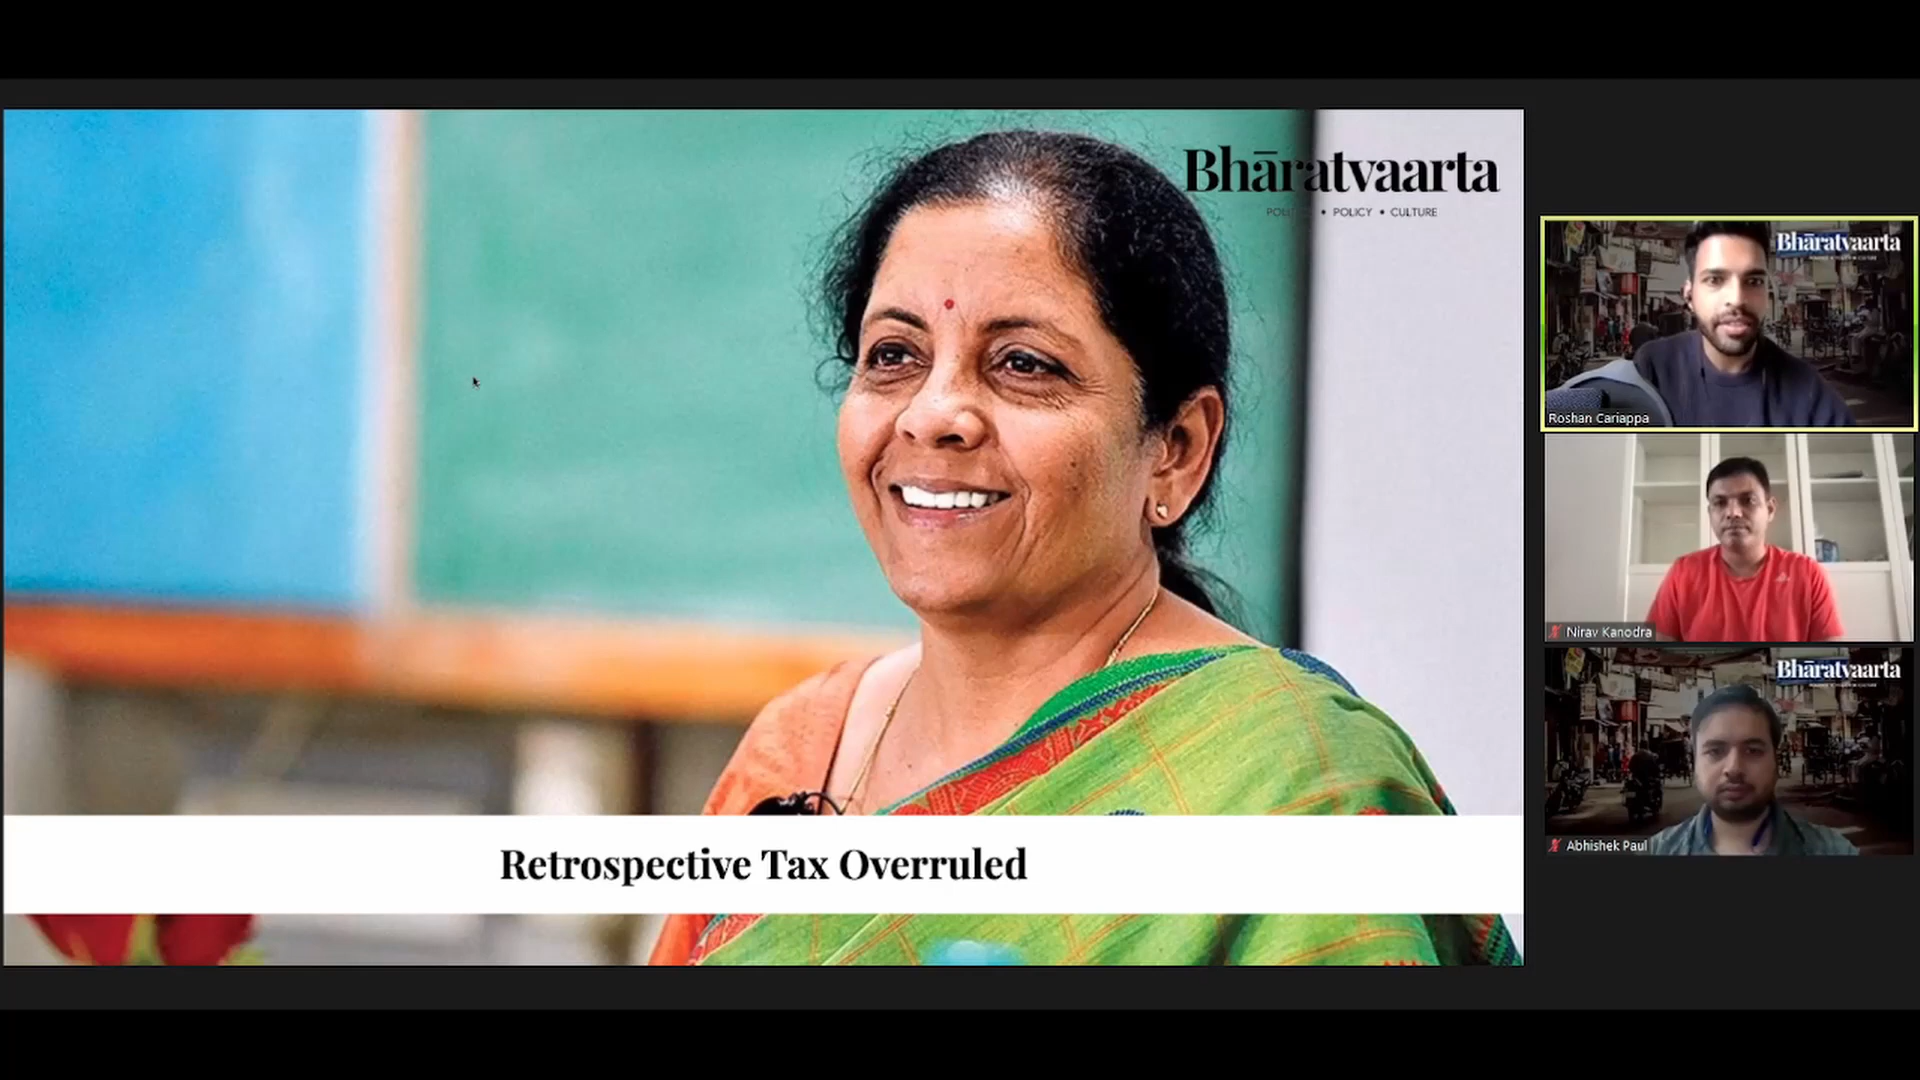 Bhāratvaarta
• POLICY • CULTURE
Retrospective Tax Overruled
Bhāratvaarta
Roshan Cariappa
Nirav Kanodra
Bhāratvaarta
Abhishek Paul